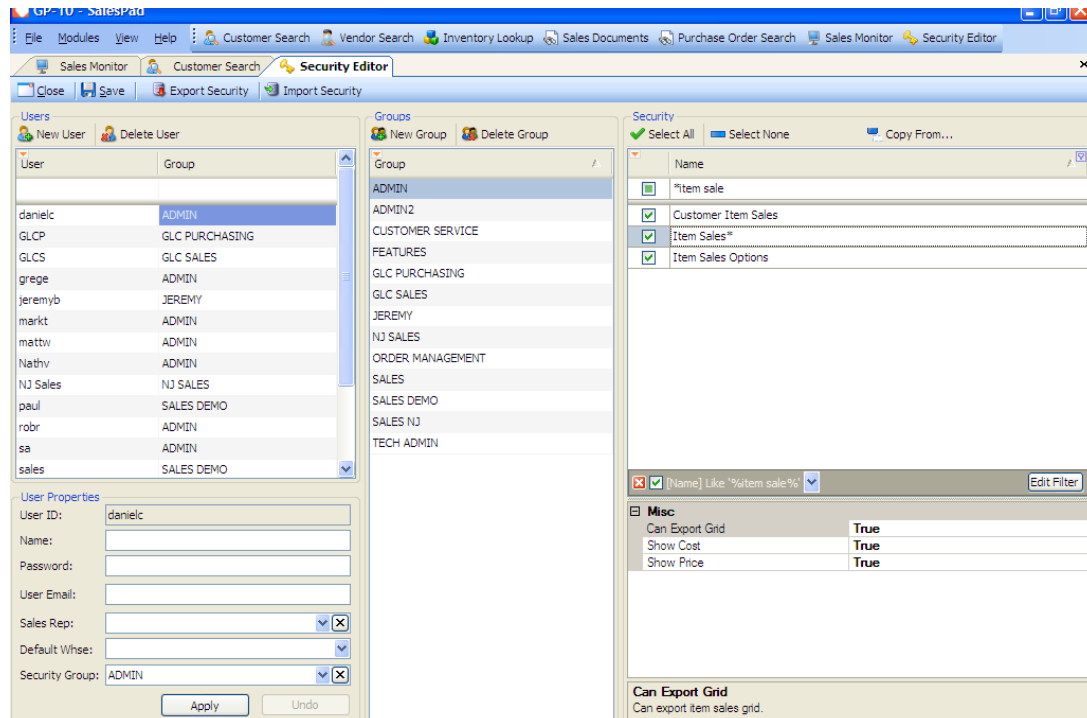 GP-10 - SalesPad
File Modules View Help Customer Search Vendor Search Inventory Lookup Sales Documents Purchase Order Search Sales Monitor Security Editor
Sales Monitor Customer Search Security Editor
Close Save Export Security Import Security
Users
New User Delete User
User Group
danielc ADMIN
GLCP GLC PURCHASING
GLCS GLC SALES
grege ADMIN
jeremyb JEREMY
markt ADMIN
mattw ADMIN
Nathv ADMIN
NJ Sales NJ SALES
paul SALES DEMO
robr ADMIN
sa ADMIN
sales SALES DEMO
User Properties
User ID: danielc
Name:
Password:
User Email:
Sales Rep:
Default Whse:
Security Group: ADMIN
Apply Undo
Groups
New Group Delete Group
Group
ADMIN
ADMIN2
CUSTOMER SERVICE
FEATURES
GLC PURCHASING
GLC SALES
JEREMY
NJ SALES
ORDER MANAGEMENT
SALES
SALES DEMO
SALES NJ
TECH ADMIN
Security
Select All Select None Copy From...
Name
*item sale
Customer Item Sales
Item Sales*
Item Sales Options
[Name] Like '%item sale%' Edit Filter
Misc
Can Export Grid True
Show Cost True
Show Price True
Can Export Grid
Can export item sales grid.